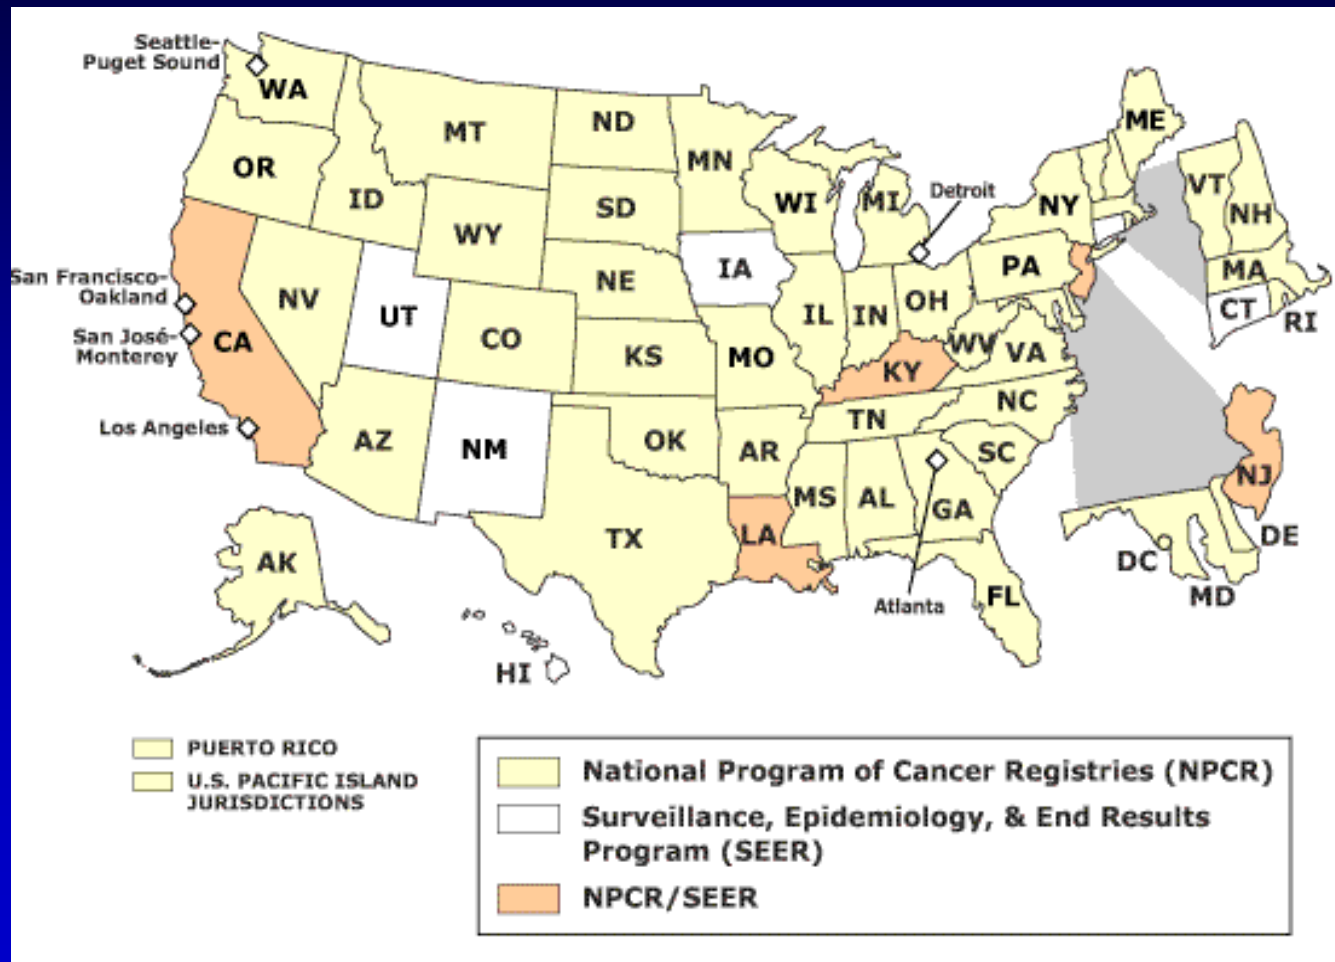 Seattle-
Puget Sound
WA
MT
ND
MN
ME
OR
ID
SD
WI
MI
Detroit
NY
VT
NH
WY
IA
PA
MA
San Francisco-
Oakland
NV
UT
NE
IL
IN
OH
CT
RI
San José-
Monterey
CA
CO
KS
MO
WV
VA
KY
Los Angeles
AZ
NM
OK
AR
TN
NC
SC
NJ
MS
AL
GA
AK
TX
LA
DC
DE
MD
FL
Atlanta
HI
PUERTO RICO
U.S. PACIFIC ISLAND
JURISDICTIONS
National Program of Cancer Registries (NPCR)
Surveillance, Epidemiology, & End Results
Program (SEER)
NPCR/SEER